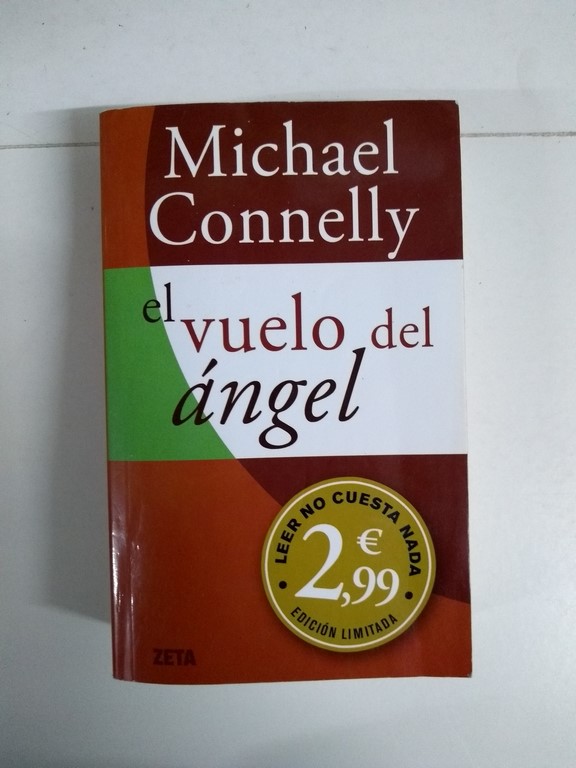 Michael
Connelly
el vuelo del
ángel
LEER NO CUESTA NADA
2,99 €
EDICIÓN LIMITADA
ZETA